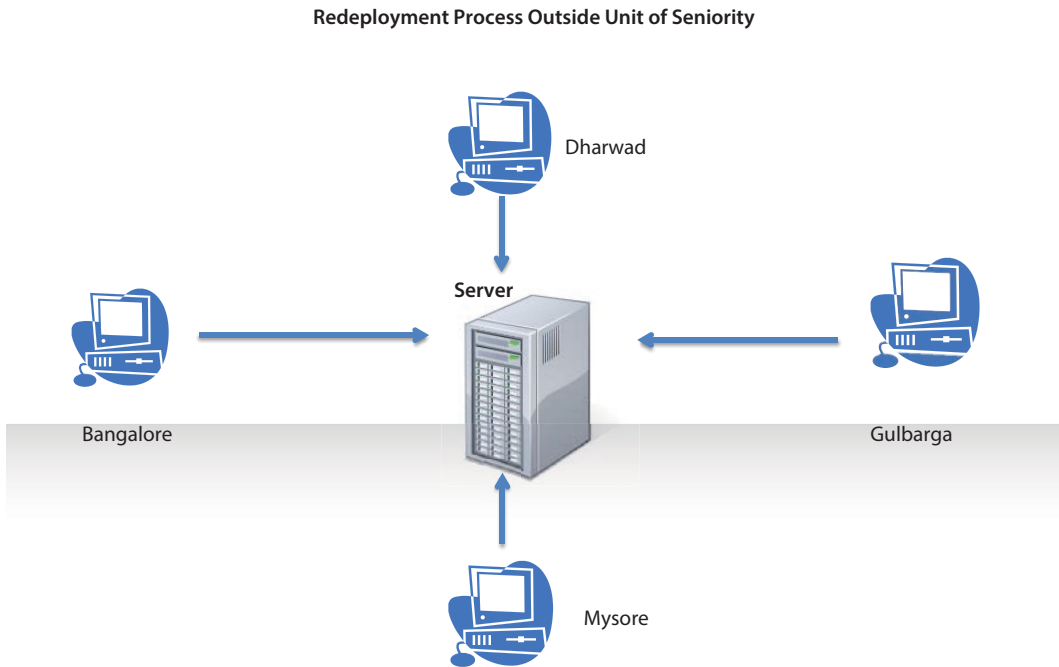 Redeployment Process Outside Unit of Seniority
Dharwad
Server
Bangalore
Gulbarga
Mysore